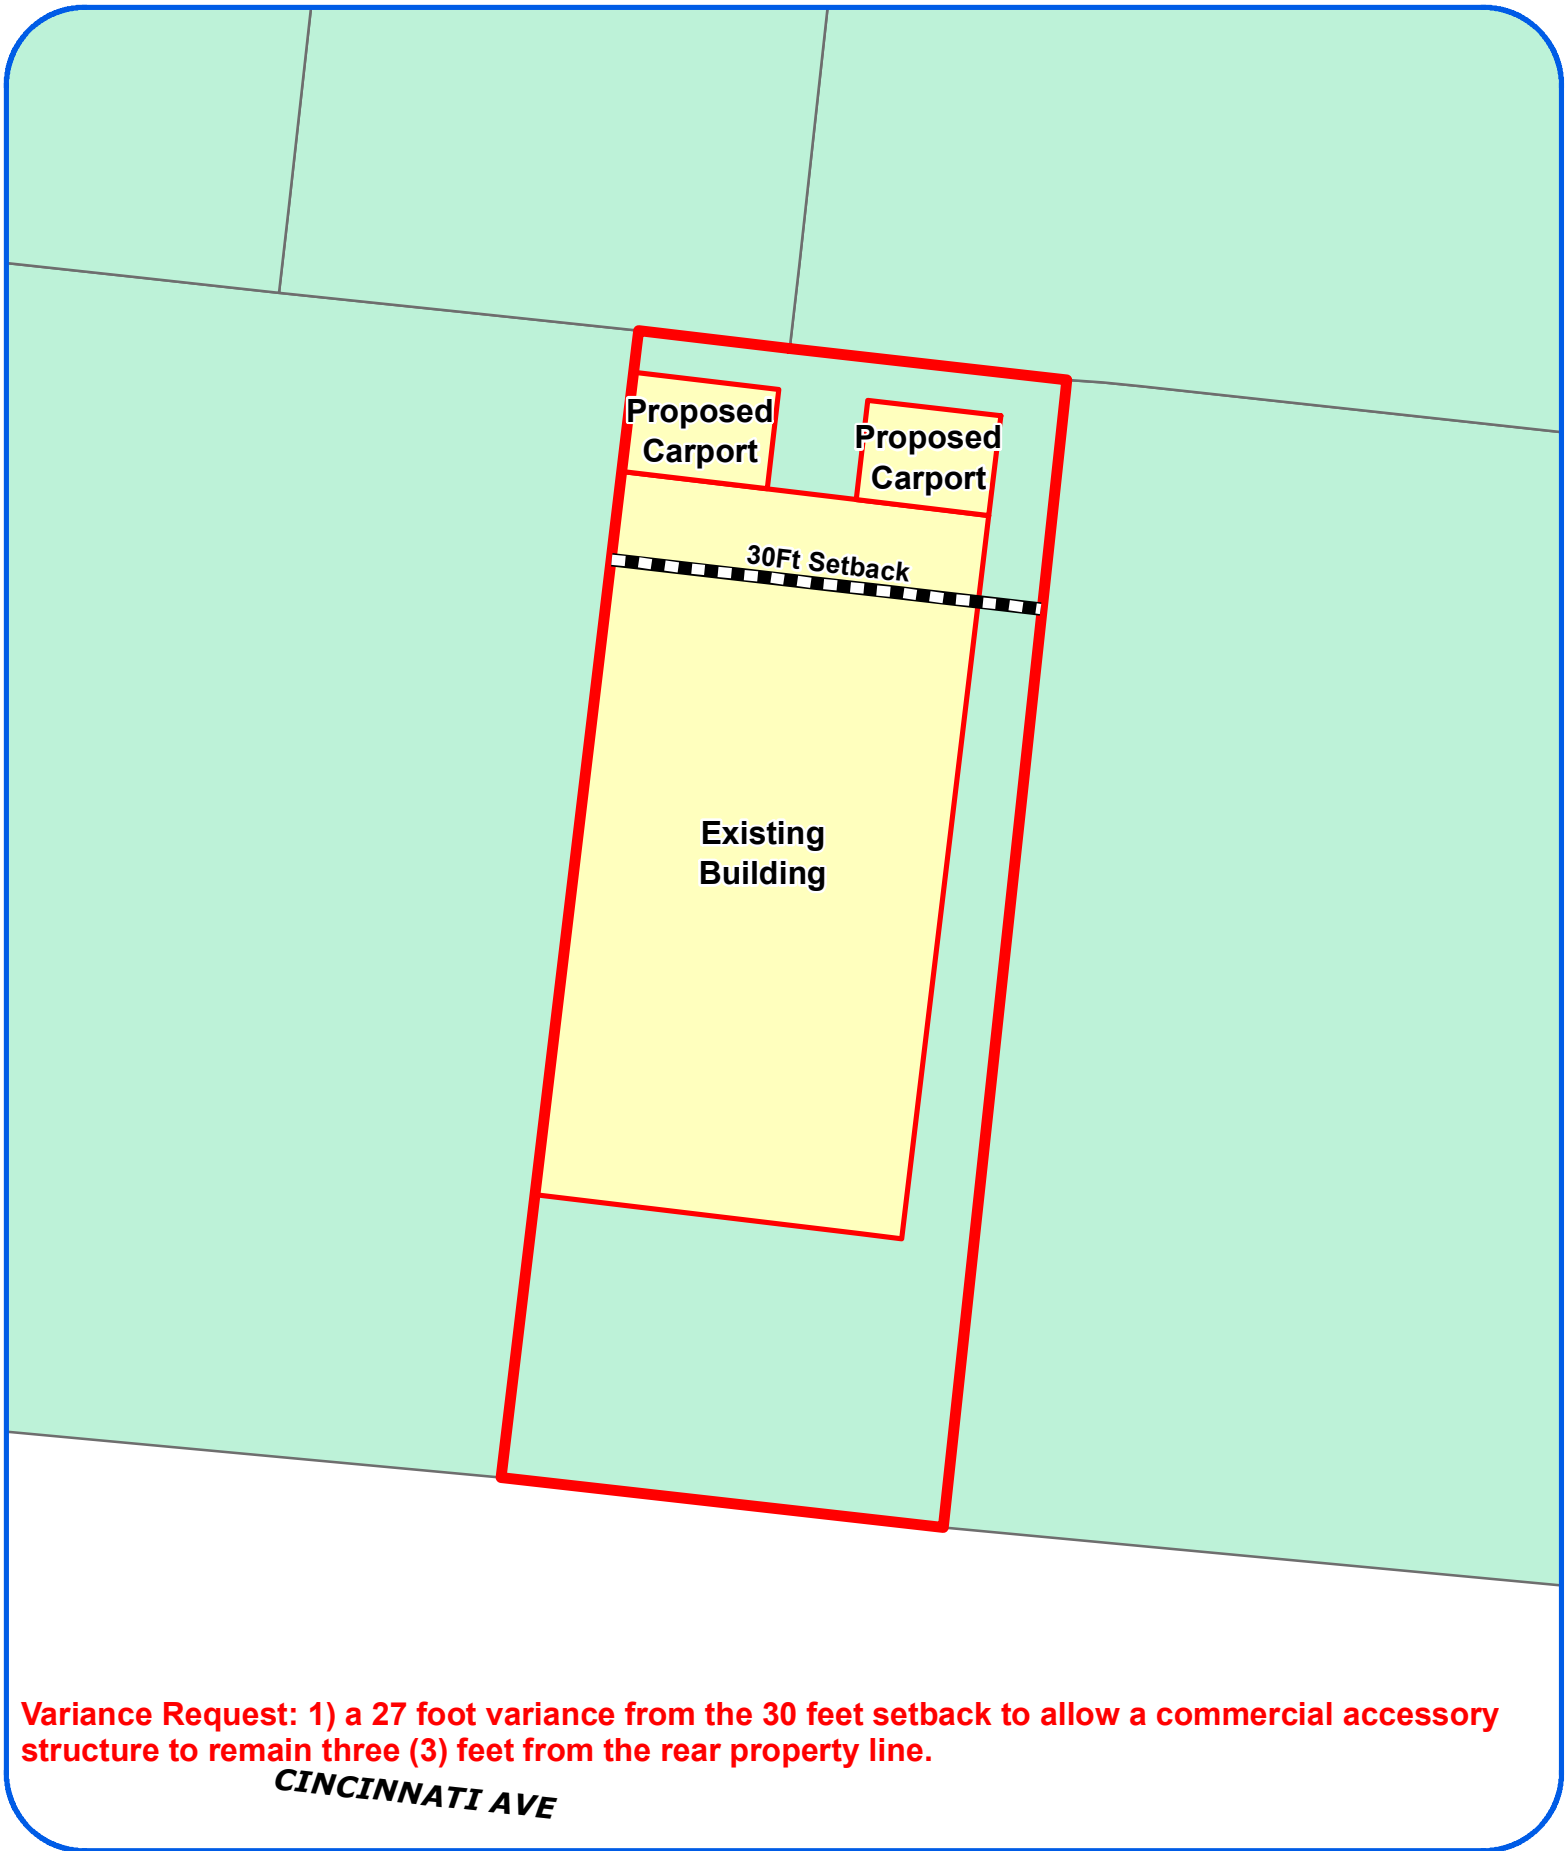 Proposed
Carport
Proposed
Carport
30Ft Setback
Existing
Building
Variance Request: 1) a 27 foot variance from the 30 feet setback to allow a commercial accessory
structure to remain three (3) feet from the rear property line.
CINCINNATI AVE